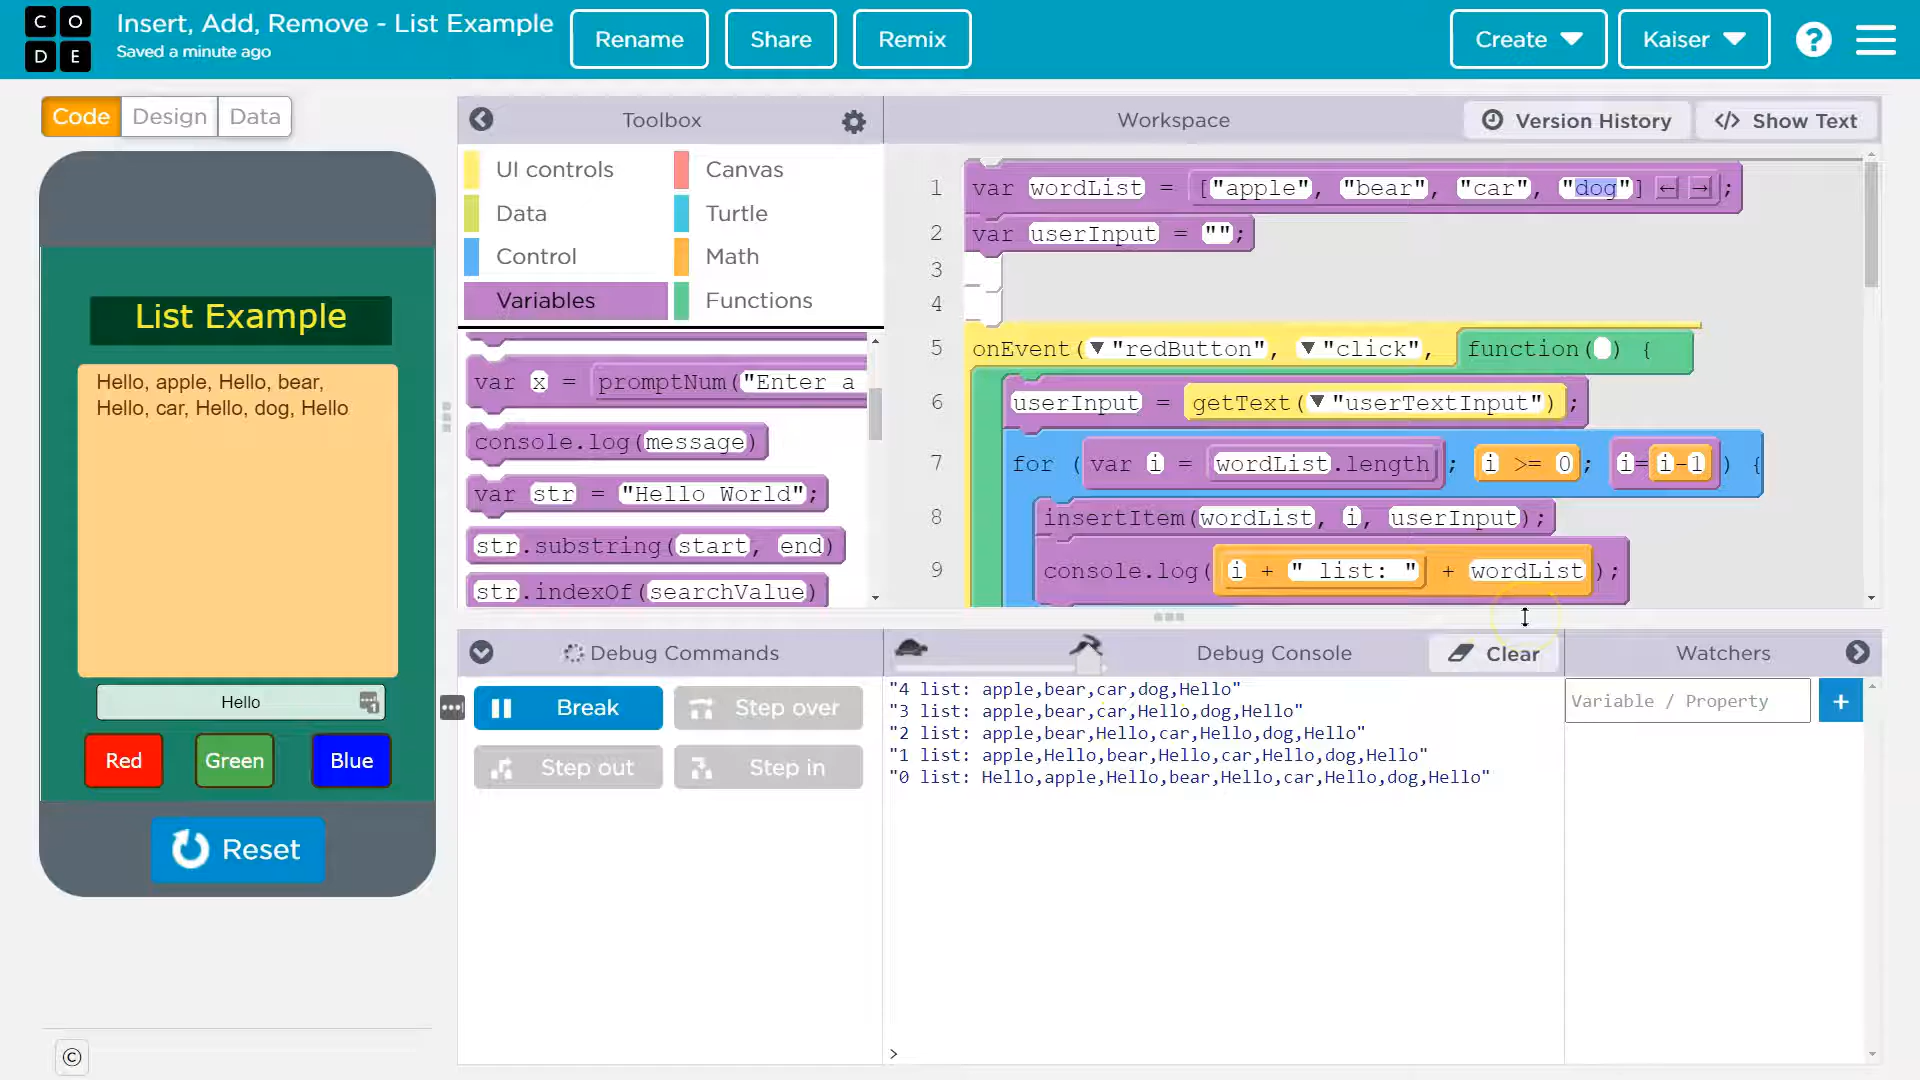 C O
D E
Insert, Add, Remove - List Example
Saved a minute ago
Rename
Share
Remix
Create
Kaiser
?
Code
Design
Data
Toolbox
Workspace
Version History
</> Show Text
UI controls
Canvas
Data
Turtle
Control
Math
Variables
Functions
var x = promptNum("Enter a
console.log(message)
var str = "Hello World";
str.substring(start, end)
str.indexOf(searchValue)
1 var wordList = ["apple", "bear", "car", "dog"] ← → ;
2 var userInput = "";
3
4
5 onEvent(▼"redButton", ▼"click", function( ) {
6 userInput = getText(▼"userTextInput");
7 for (var i = wordList.length; i >= 0; i=i-1) {
8 insertItem(wordList, i, userInput);
9 console.log(i + " list: " + wordList);
List Example
Hello, apple, Hello, bear,
Hello, car, Hello, dog, Hello
Hello
1
Red
Green
Blue
Reset
©
Debug Commands
Break
Step over
Step out
Step in
Debug Console
Clear
Watchers
"4 list: apple,bear,car,dog,Hello"
"3 list: apple,bear,car,Hello,dog,Hello"
"2 list: apple,bear,Hello,car,Hello,dog,Hello"
"1 list: apple,Hello,bear,Hello,car,Hello,dog,Hello"
"0 list: Hello,apple,Hello,bear,Hello,car,Hello,dog,Hello"
>
Variable / Property
+